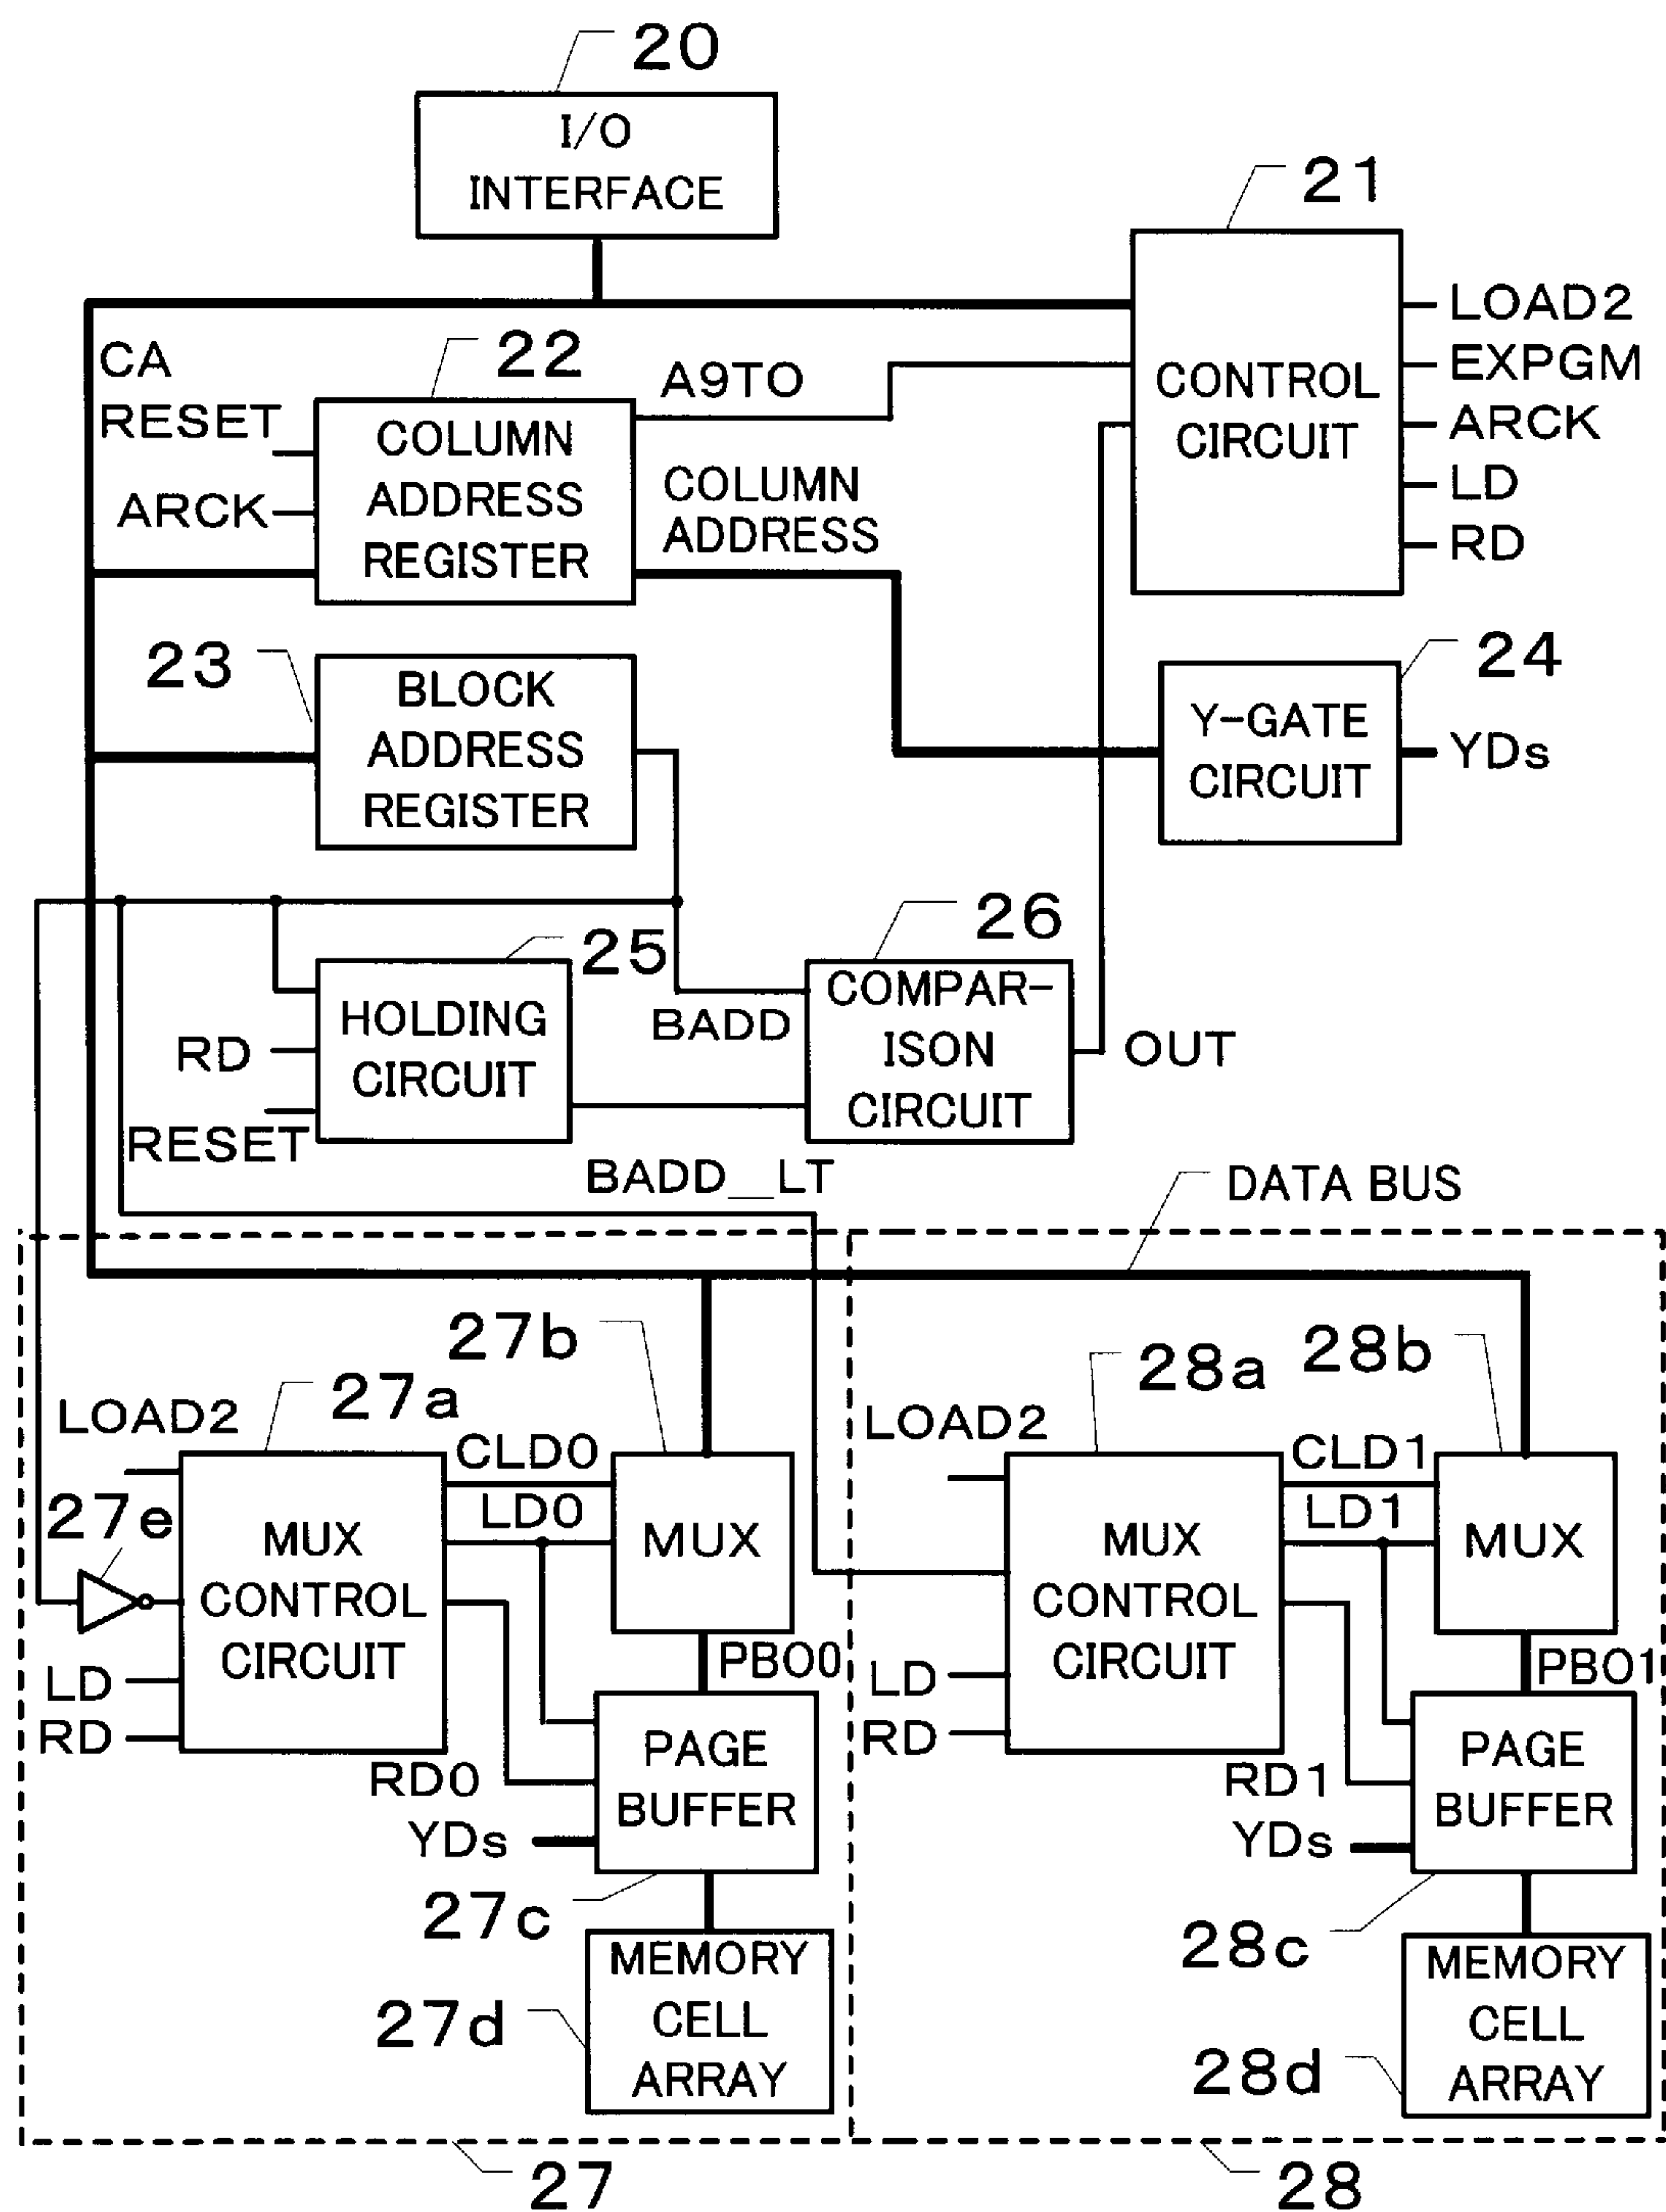 20
I/O
INTERFACE
21
CONTROL
CIRCUIT
LOAD2
EXPGM
ARCK
LD
RD
CA
RESET
ARCK
22
COLUMN
ADDRESS
REGISTER
A9TO
COLUMN
ADDRESS
23
BLOCK
ADDRESS
REGISTER
24
Y-GATE
CIRCUIT
YDs
25
HOLDING
CIRCUIT
RD
RESET
BADD
26
COMPAR-
ISON
CIRCUIT
OUT
BADD__LT
DATA BUS
27b
27a
LOAD2
27e
MUX
CONTROL
CIRCUIT
CLD0
LD0
MUX
LD
RD
RD0
PBO0
PAGE
BUFFER
YDs
27c
MEMORY
CELL
ARRAY
27d
27
28a
28b
LOAD2
MUX
CONTROL
CIRCUIT
CLD1
LD1
MUX
LD
RD
RD1
PBO1
PAGE
BUFFER
YDs
28c
MEMORY
CELL
ARRAY
28d
28